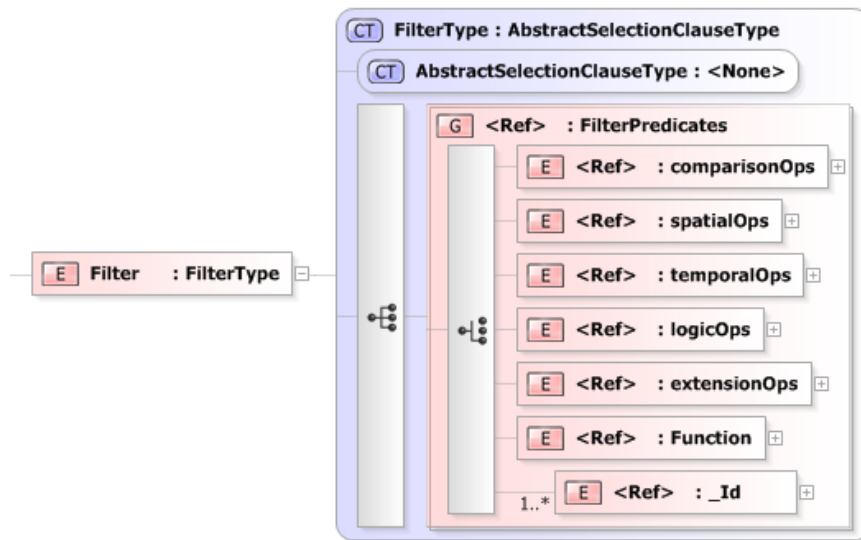 CT FilterType : AbstractSelectionClauseType
CT AbstractSelectionClauseType : <None>
G <Ref> : FilterPredicates
E <Ref> : comparisonOps
E <Ref> : spatialOps
E Filter : FilterType
E <Ref> : temporalOps
E <Ref> : logicOps
E <Ref> : extensionOps
E <Ref> : Function
1..* E <Ref> : _Id